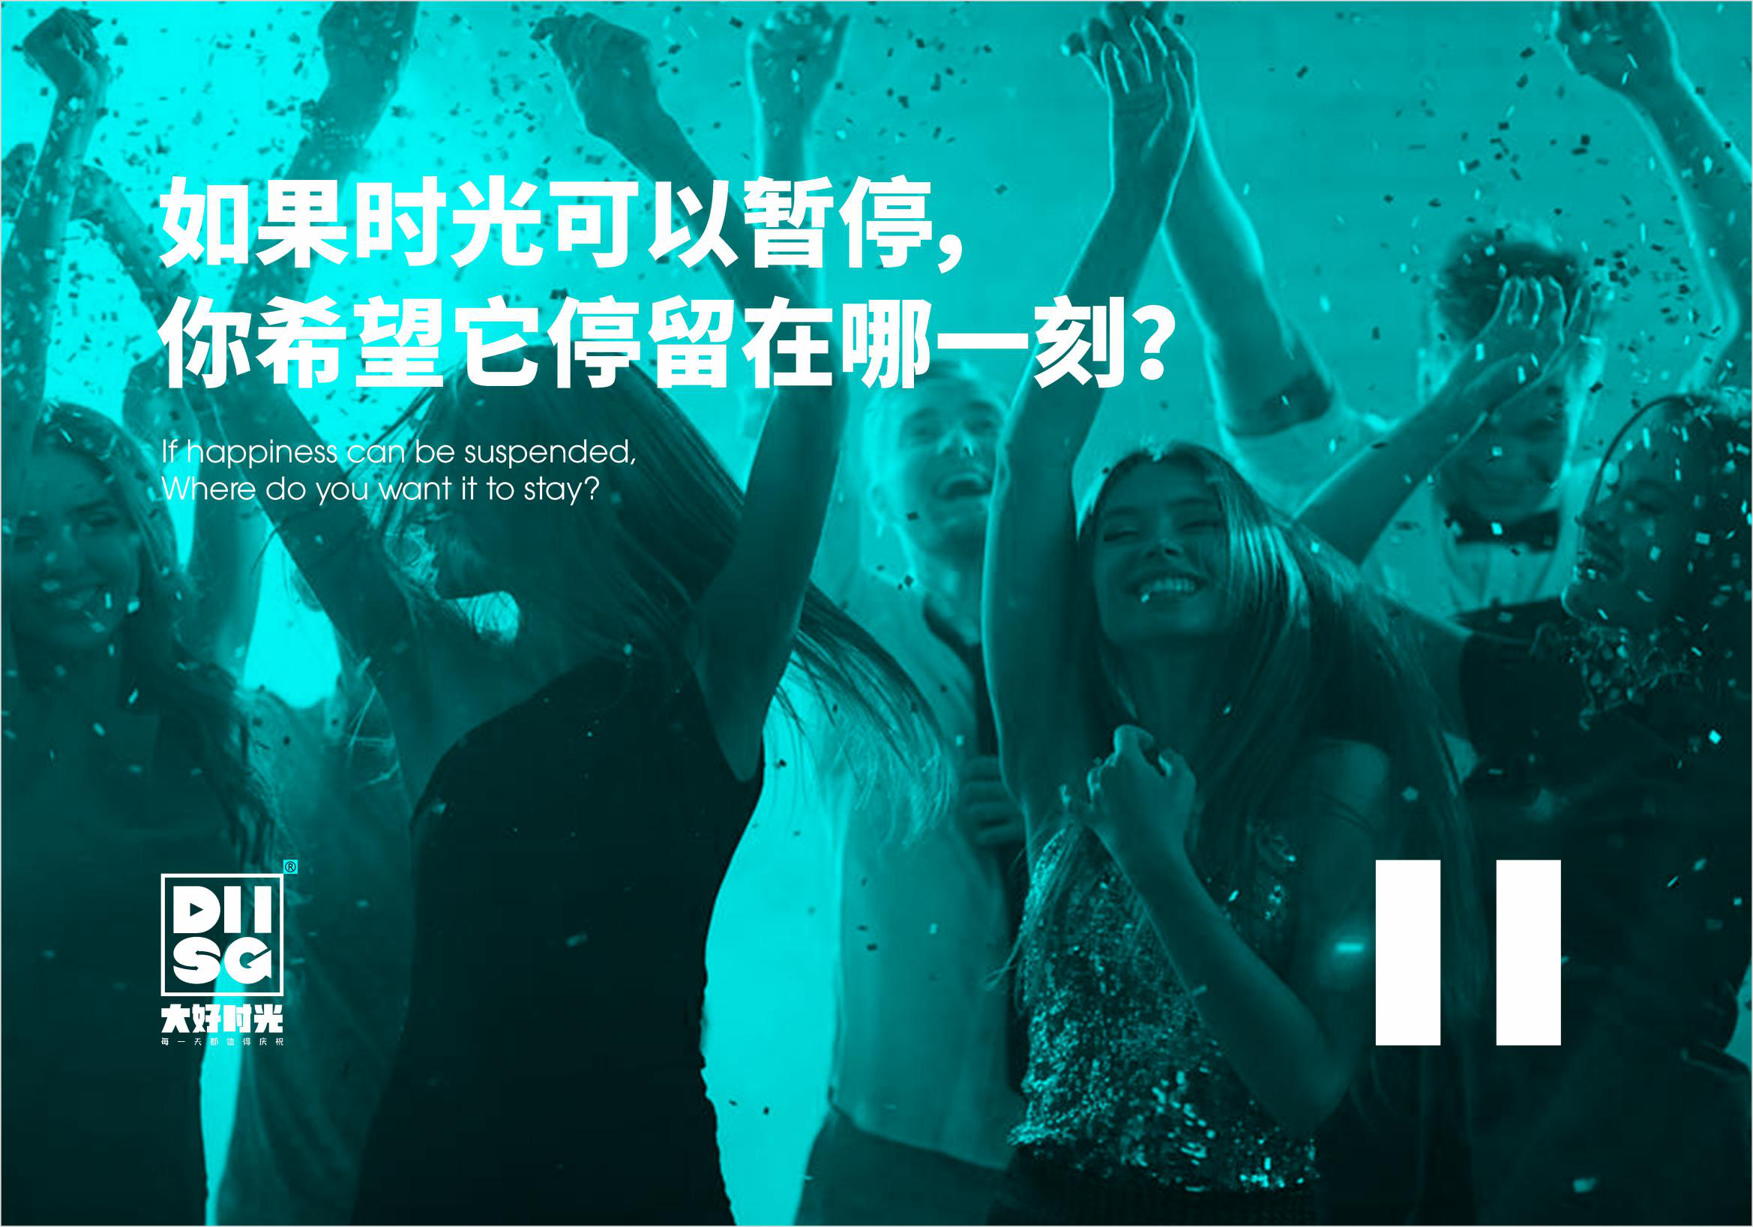 如果时光可以暂停,
你希望它停留在哪一刻?
If happiness can be suspended,
Where do you want it to stay?
®
DII
SG
大好时光
每一天都值得庆祝